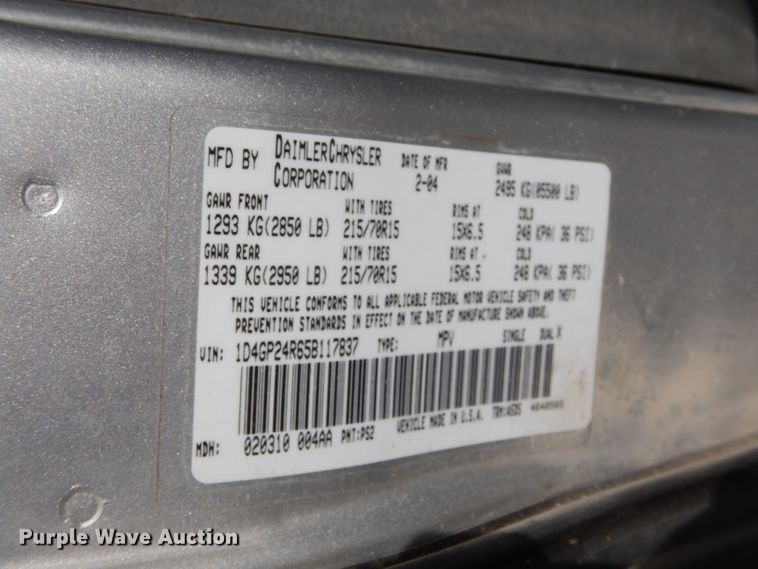 MFD BY DAIMLERCHRYSLER CORPORATION DATE OF MFR 2-04 GVWR 2495 KG(05500 LB)
GAWR FRONT WITH TIRES RIMS AT COLD
1293 KG(2850 LB) 215/70R15 15X6.5 248 KPA( 36 PSI)
GAWR REAR WITH TIRES RIMS AT COLD
1339 KG(2950 LB) 215/70R15 15X6.5 248 KPA( 36 PSI)
THIS VEHICLE CONFORMS TO ALL APPLICABLE FEDERAL MOTOR VEHICLE SAFETY AND THEFT
PREVENTION STANDARDS IN EFFECT ON THE DATE OF MANUFACTURE SHOWN ABOVE.
VIN: 1D4GP24R65B117837 TYPE: MPV SINGLE DUAL X
MDH: 020310 004AA PNT:PS2 VEHICLE MADE IN U.S.A.
Purple Wave Auction